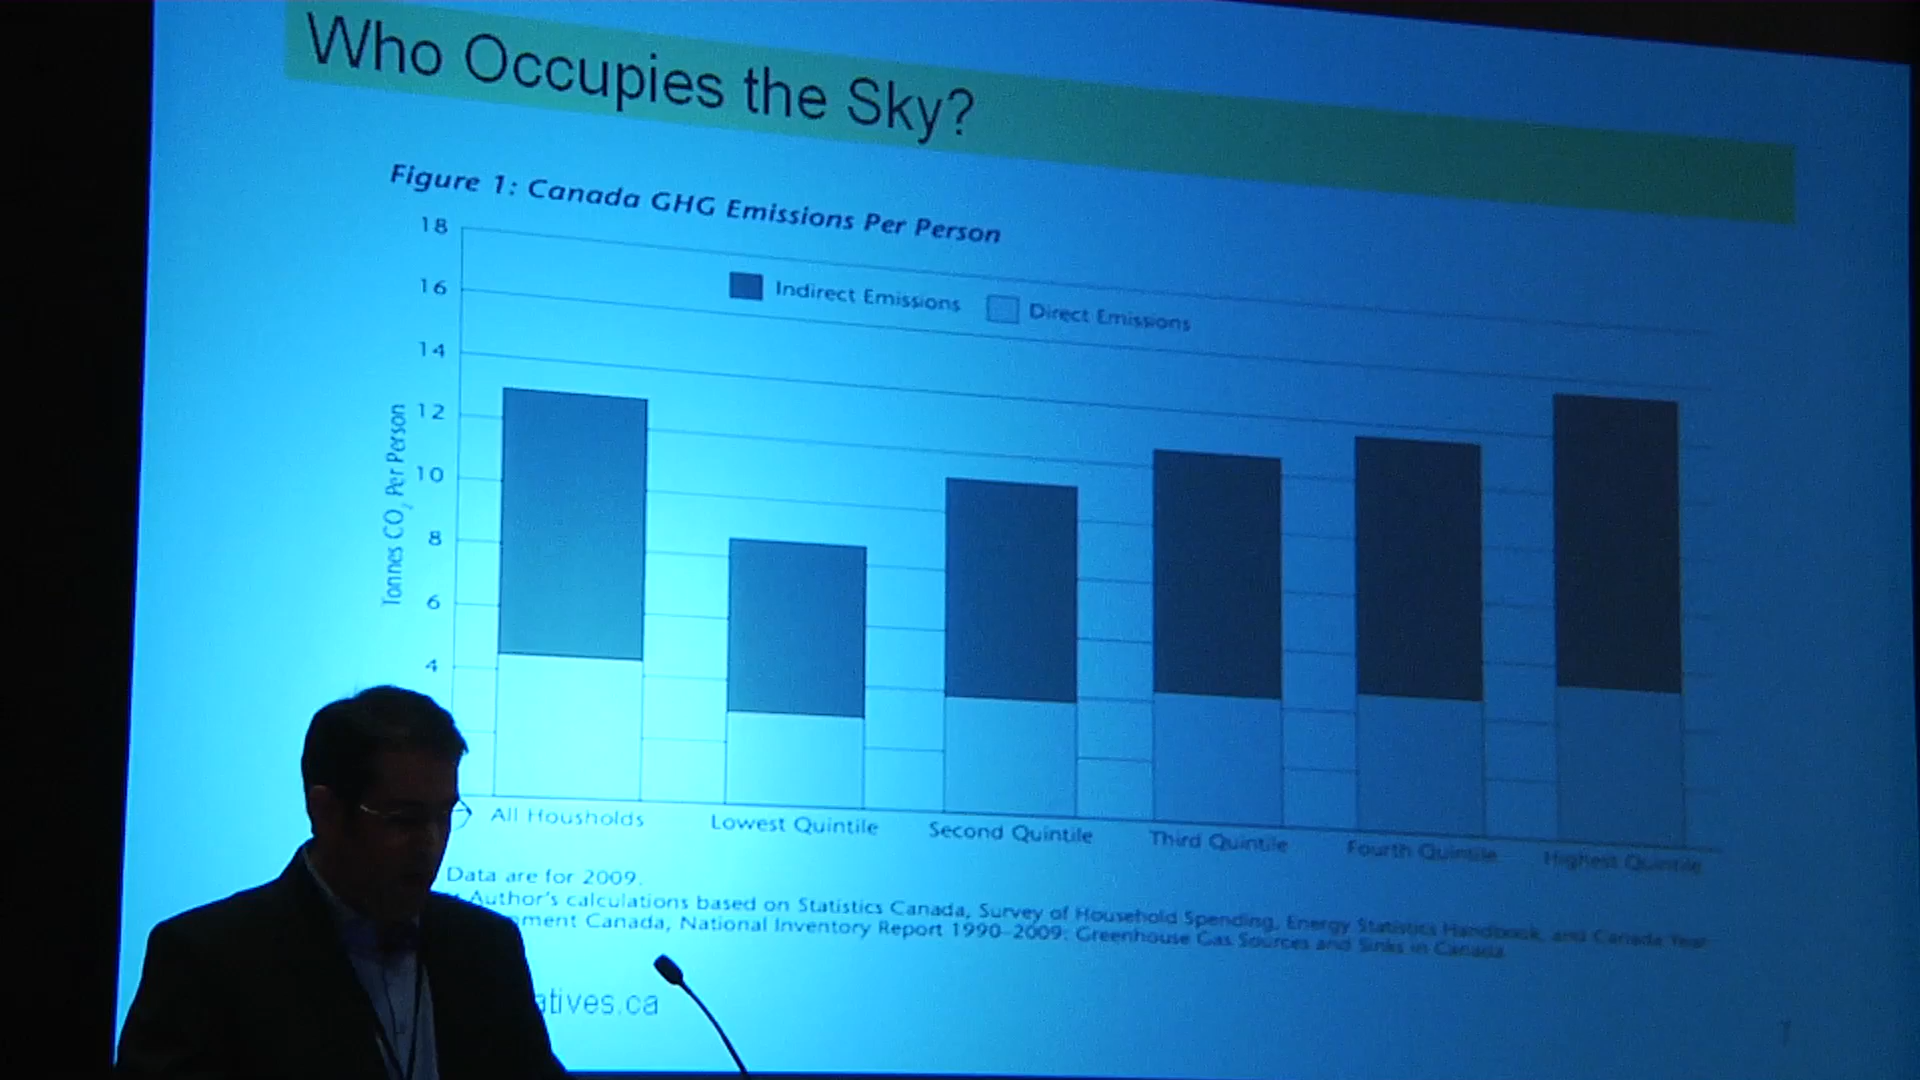 Who Occupies the Sky?
Figure 1: Canada GHG Emissions Per Person
18
16
14
12
10
8
6
4
Tonnes CO2 Per Person
Indirect Emissions
Direct Emissions
All Housholds
Lowest Quintile
Second Quintile
Third Quintile
Fourth Quintile
Highest Quintile
Data are for 2009.
Author's calculations based on Statistics Canada, Survey of Household Spending, Energy Statistics Handbook, and Canada Year
ment Canada, National Inventory Report 1990–2009: Greenhouse Gas Sources and Sinks in Canada
atives.ca
7